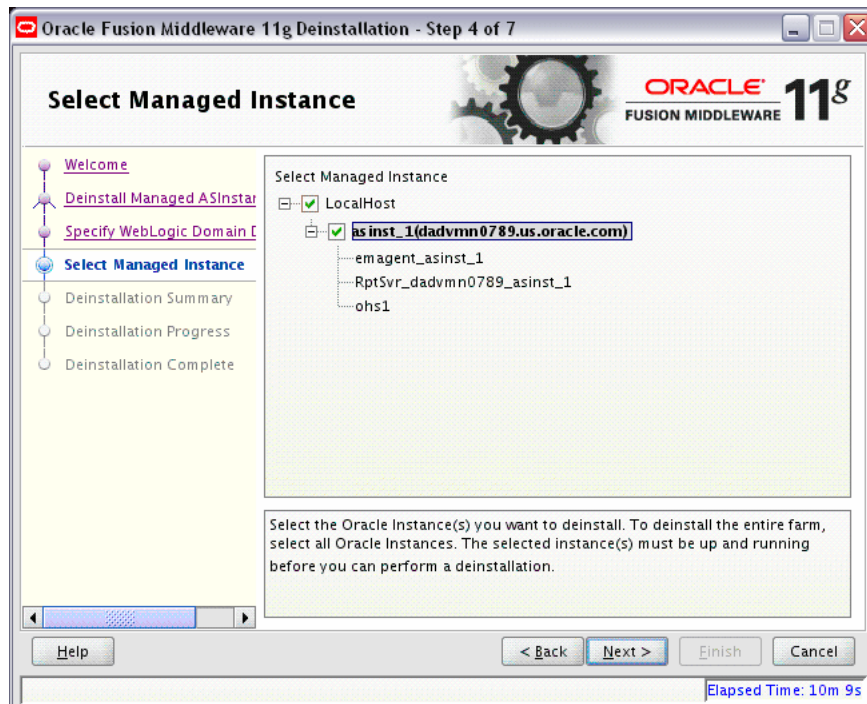 Oracle Fusion Middleware 11g Deinstallation - Step 4 of 7
Select Managed Instance
ORACLE
FUSION MIDDLEWARE
11g
Welcome
Deinstall Managed ASInstar
Specify WebLogic Domain D
Select Managed Instance
Deinstallation Summary
Deinstallation Progress
Deinstallation Complete
Select Managed Instance
LocalHost
asinst_1(dadvmn0789.us.oracle.com)
emagent_asinst_1
RptSvr_dadvmn0789_asinst_1
ohs1
Select the Oracle Instance(s) you want to deinstall. To deinstall the entire farm,
select all Oracle Instances. The selected instance(s) must be up and running
before you can perform a deinstallation.
Help
< Back
Next >
Finish
Cancel
Elapsed Time: 10m 9s